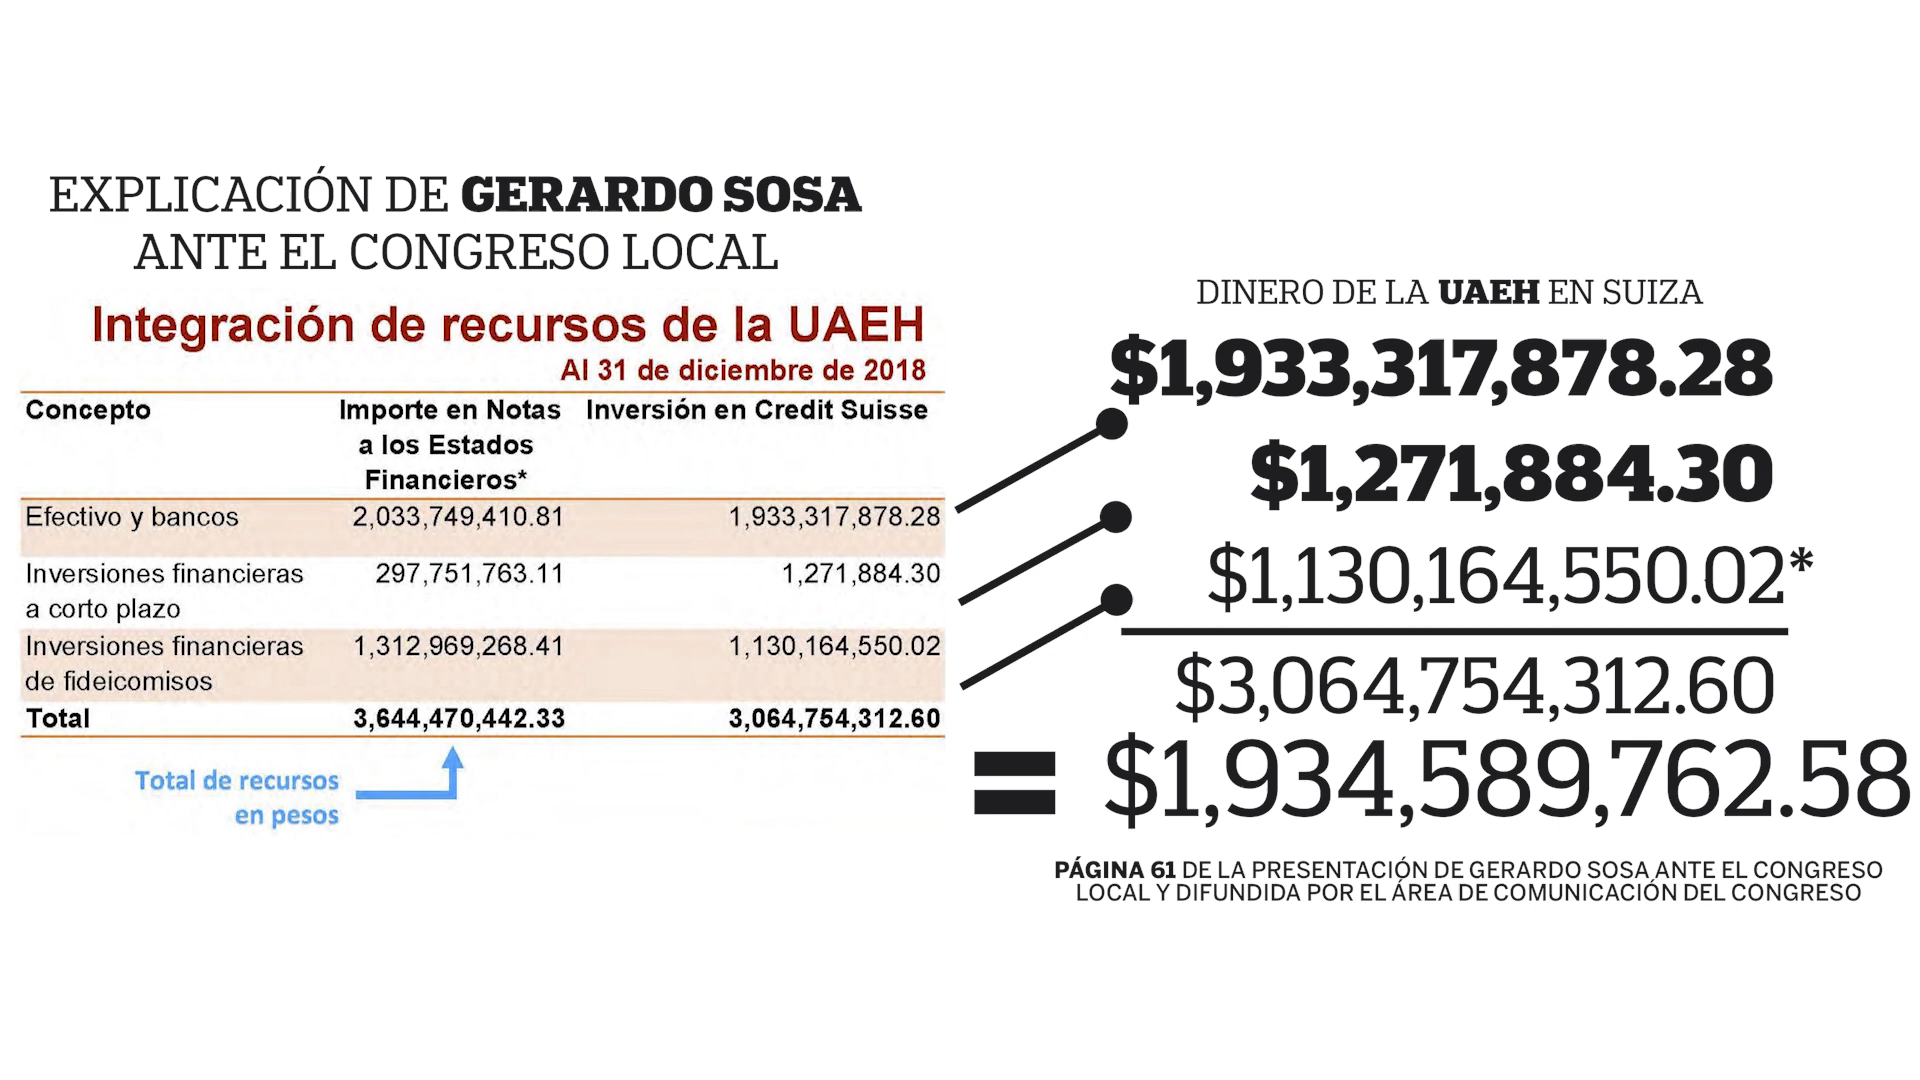 EXPLICACIÓN DE GERARDO SOSA
ANTE EL CONGRESO LOCAL
Integración de recursos de la UAEH
Al 31 de diciembre de 2018
Concepto Importe en Notas Inversión en Credit Suisse
a los Estados
Financieros*
Efectivo y bancos 2,033,749,410.81 1,933,317,878.28
Inversiones financieras 297,751,763.11 1,271,884.30
a corto plazo
Inversiones financieras 1,312,969,268.41 1,130,164,550.02
de fideicomisos
Total 3,644,470,442.33 3,064,754,312.60
Total de recursos
en pesos
DINERO DE LA UAEH EN SUIZA
$1,933,317,878.28
$1,271,884.30
$1,130,164,550.02*
$3,064,754,312.60
= $1,934,589,762.58
PÁGINA 61 DE LA PRESENTACIÓN DE GERARDO SOSA ANTE EL CONGRESO
LOCAL Y DIFUNDIDA POR EL ÁREA DE COMUNICACIÓN DEL CONGRESO